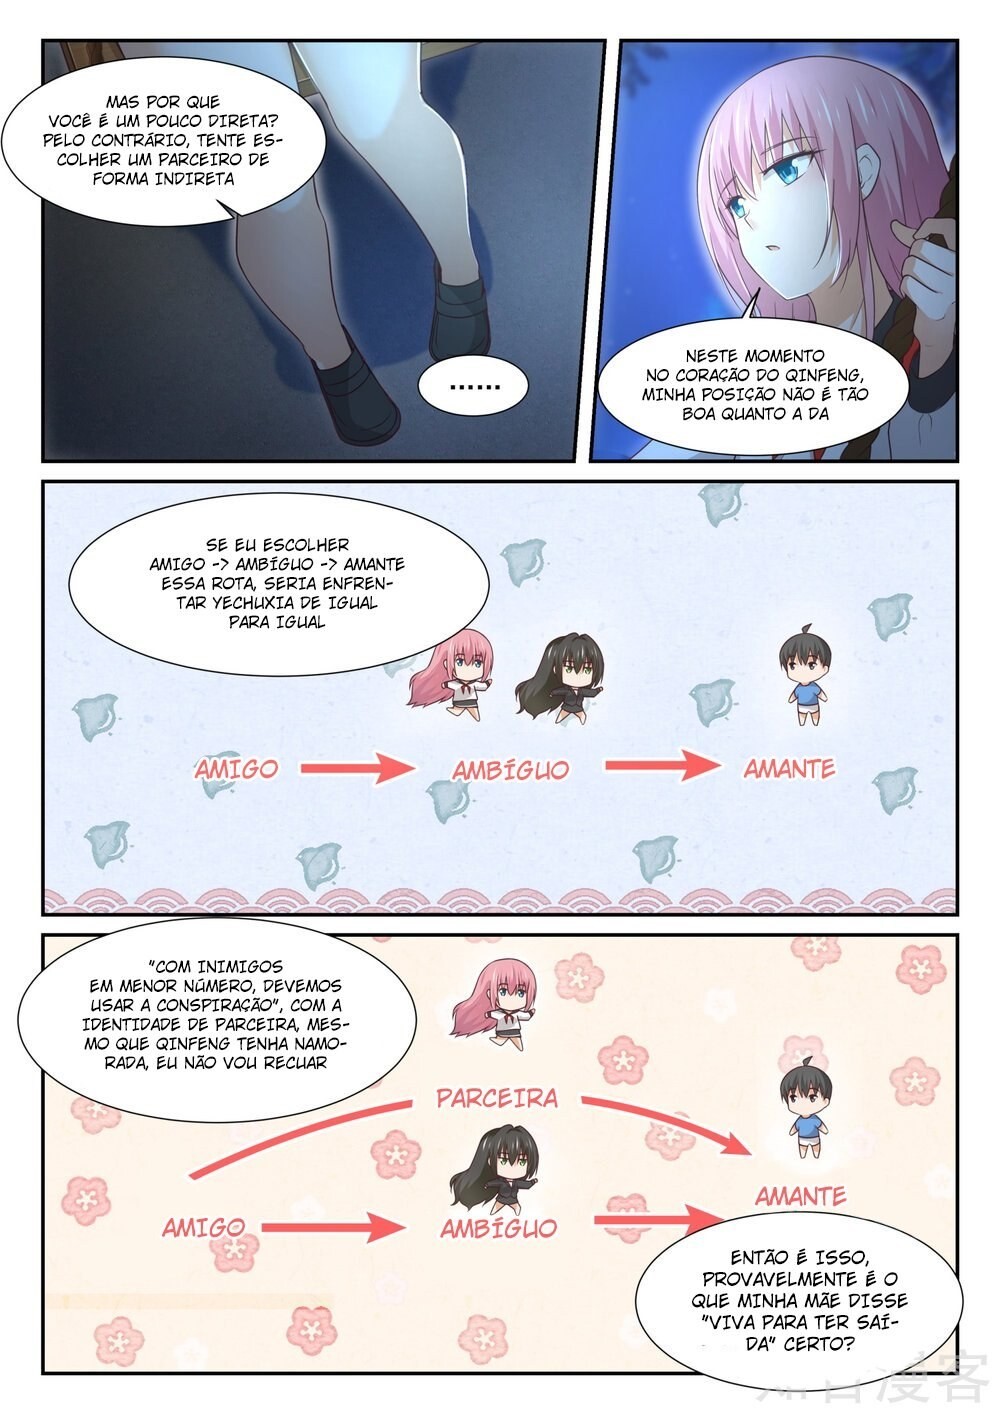 MAS POR QUE
VOCÊ É UM POUCO DIRETA?
PELO CONTRÁRIO, TENTE ES-
COLHER UM PARCEIRO DE
FORMA INDIRETA
......
NESTE MOMENTO
NO CORAÇÃO DO QINFENG,
MINHA POSIÇÃO NÃO É TÃO
BOA QUANTO A DA
SE EU ESCOLHER
AMIGO -> AMBÍGUO -> AMANTE
ESSA ROTA, SERIA ENFREN-
TAR YECHUXIA DE IGUAL
PARA IGUAL
AMIGO
AMBÍGUO
AMANTE
"COM INIMIGOS
EM MENOR NÚMERO, DEVEMOS
USAR A CONSPIRAÇÃO", COM A
IDENTIDADE DE PARCEIRA, MES-
MO QUE QINFENG TENHA NAMO-
RADA, EU NÃO VOU RECUAR
PARCEIRA
AMIGO
AMBÍGUO
AMANTE
ENTÃO É ISSO,
PROVAVELMENTE É O
QUE MINHA MÃE DISSE
"VIVA PARA TER SAÍ-
DA" CERTO?
漫客